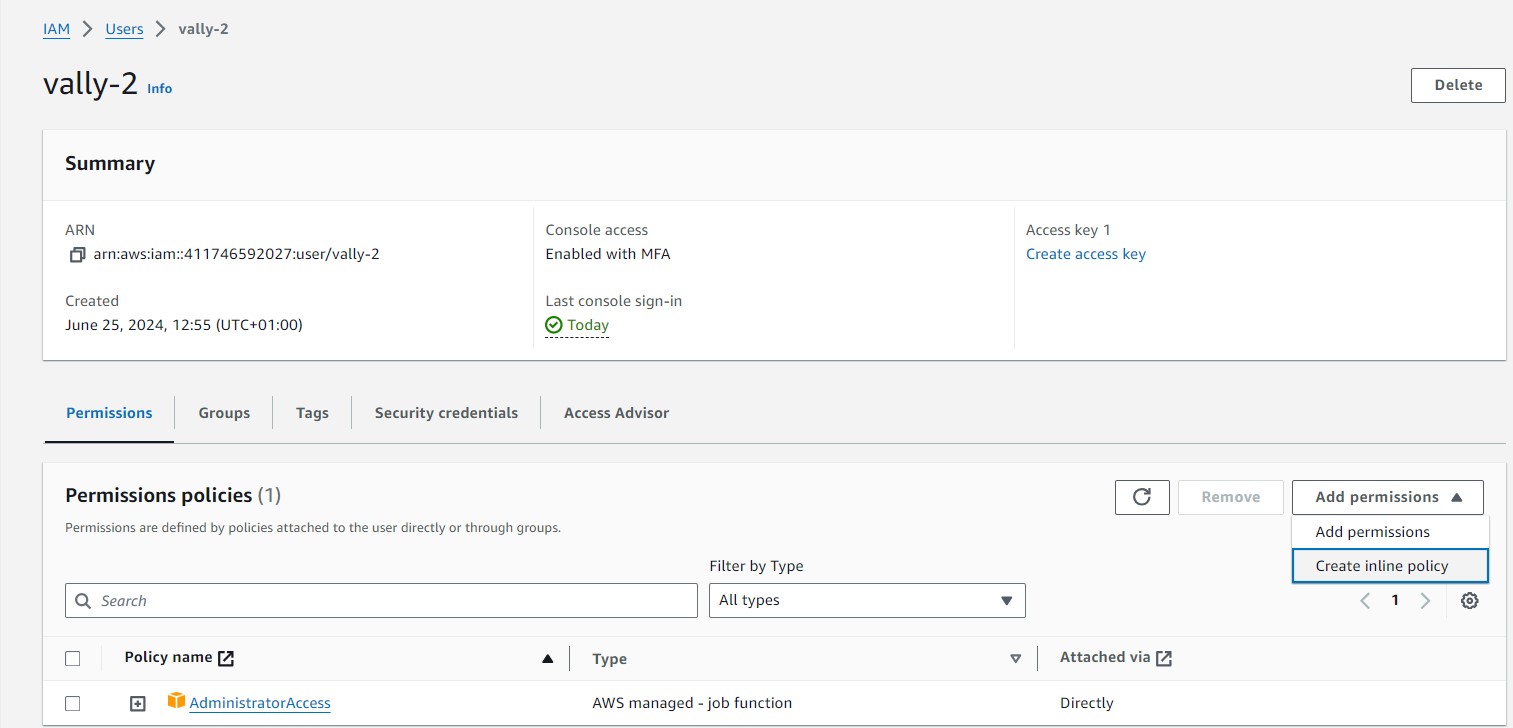 IAM > Users > vally-2
vally-2 Info
Delete
Summary
ARN
arn:aws:iam::411746592027:user/vally-2
Created
June 25, 2024, 12:55 (UTC+01:00)
Console access
Enabled with MFA
Last console sign-in
Today
Access key 1
Create access key
Permissions
Groups
Tags
Security credentials
Access Advisor
Permissions policies (1)
Permissions are defined by policies attached to the user directly or through groups.
Remove
Add permissions
Add permissions
Create inline policy
Search
Filter by Type
All types
1
Policy name
Type
Attached via
AdministratorAccess
AWS managed - job function
Directly